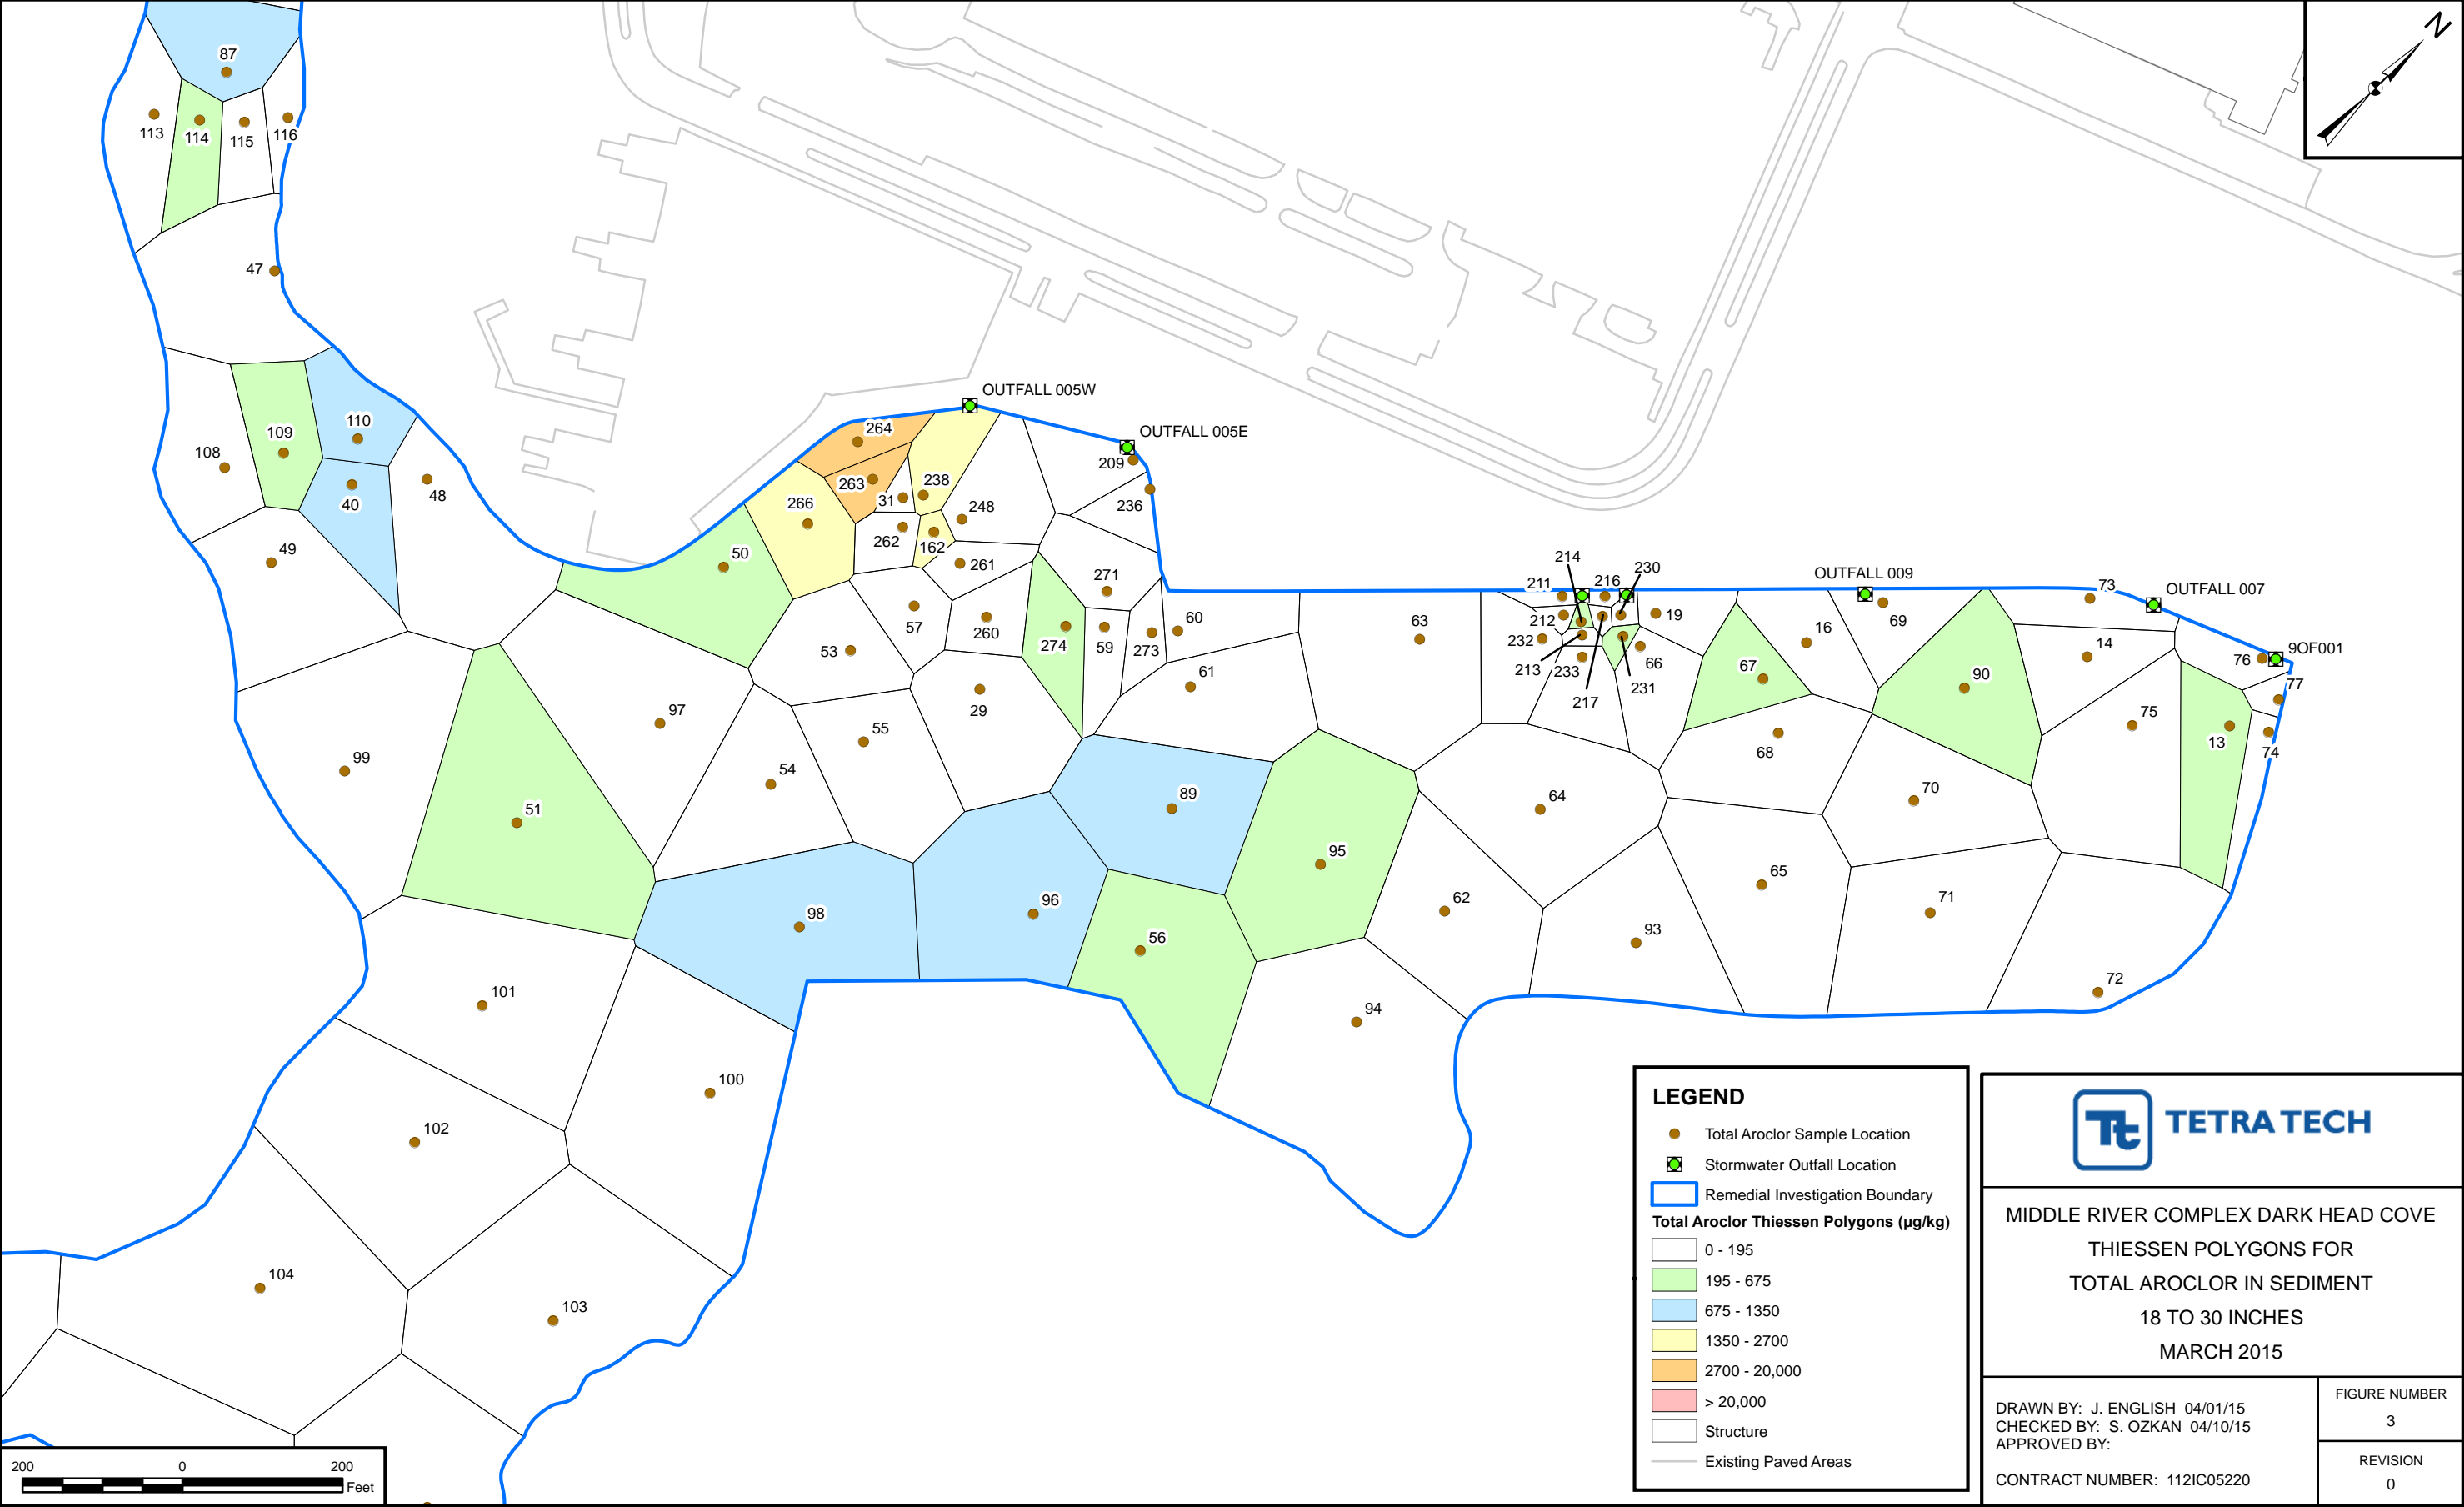 N
87
113
114
115
116
47
OUTFALL 005W
OUTFALL 005E
110
109
108
40
48
49
264
263
31
238
248
266
262
162
261
209
236
271
50
57
260
274
59
273
60
53
29
61
63
214
211
216
230
212
232
213
233
217
231
66
19
OUTFALL 009
69
16
67
68
90
73
OUTFALL 007
14
76
9OF001
77
13
74
75
97
99
51
54
55
89
95
64
70
65
71
62
93
72
98
96
56
94
101
100
102
104
103
LEGEND
Total Aroclor Sample Location
Stormwater Outfall Location
Remedial Investigation Boundary
Total Aroclor Thiessen Polygons (µg/kg)
0 - 195
195 - 675
675 - 1350
1350 - 2700
2700 - 20,000
> 20,000
Structure
Existing Paved Areas
Tt TETRA TECH
MIDDLE RIVER COMPLEX DARK HEAD COVE
THIESSEN POLYGONS FOR
TOTAL AROCLOR IN SEDIMENT
18 TO 30 INCHES
MARCH 2015
DRAWN BY: J. ENGLISH 04/01/15
CHECKED BY: S. OZKAN 04/10/15
APPROVED BY:
CONTRACT NUMBER: 112IC05220
FIGURE NUMBER
3
REVISION
0
200 0 200
Feet